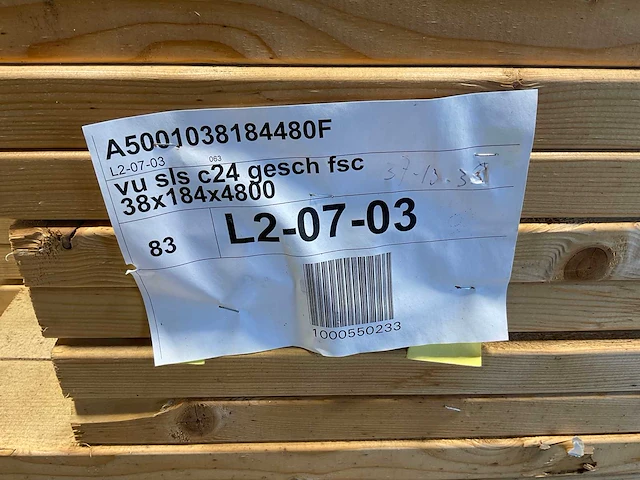 A5001038184480F
L2-07-03 063
vu sls c24 gesch fsc
38x184x4800
83 L2-07-03
1000550233